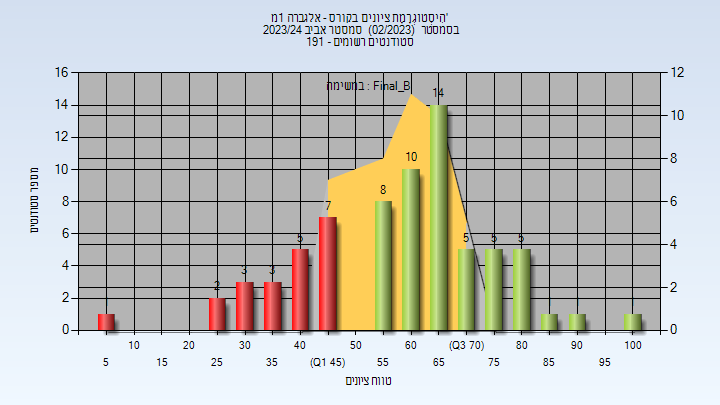 'היסטוגרמת ציונים בקורס - אלגברה 1מ
בסמסטר (02/2023) סמסטר אביב 2023/24
סטודנטים רשומים - 191
במשימה : Final_B
16 14 12 10 8 6 4 2 0
מספר סטודנטים
12 10 8 6 4 2 0
2 3 3 5 7 8 10 14 5 5 5
10 20 30 40 50 60 (Q3 70) 80 90 100
5 15 25 35 (Q1 45) 55 65 75 85 95
טווח ציונים